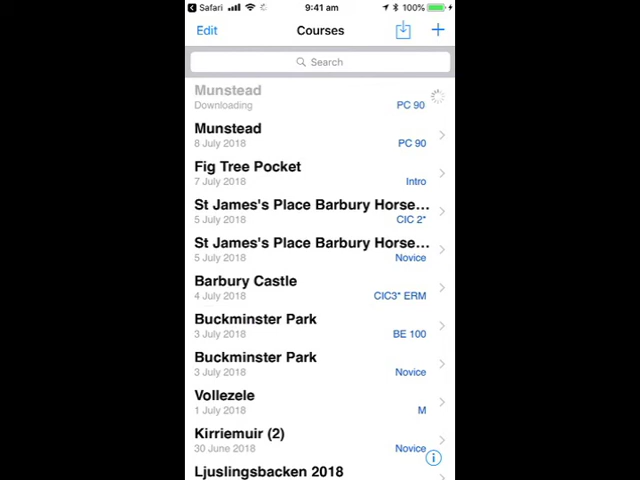 Safari 9:41 am 100%
Edit Courses
Search
Munstead
Downloading PC 90
Munstead
8 July 2018 PC 90
Fig Tree Pocket
7 July 2018 Intro
St James's Place Barbury Horse...
5 July 2018 CIC 2*
St James's Place Barbury Horse...
5 July 2018 Novice
Barbury Castle
4 July 2018 CIC3* ERM
Buckminster Park
3 July 2018 BE 100
Buckminster Park
3 July 2018 Novice
Vollezele
1 July 2018 M
Kirriemuir (2)
30 June 2018 Novice
Ljuslingsbacken 2018